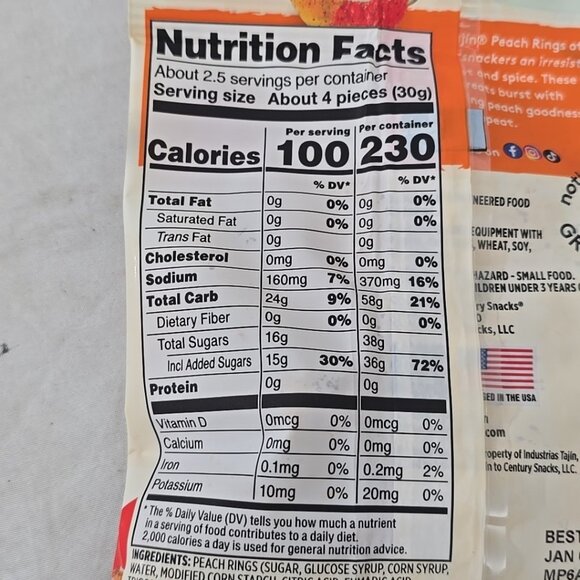 Nutrition Facts
About 2.5 servings per container
Serving size About 4 pieces (30g)
Per serving Per container
Calories 100 230
% DV* % DV*
Total Fat 0g 0% 0g 0%
Saturated Fat 0g 0% 0g 0%
Trans Fat 0g 0g
Cholesterol 0mg 0% 0mg 0%
Sodium 160mg 7% 370mg 16%
Total Carb 24g 9% 58g 21%
Dietary Fiber 0g 0% 0g 0%
Total Sugars 16g 38g
Incl Added Sugars 15g 30% 36g 72%
Protein 0g 0g
Vitamin D 0mcg 0% 0mcg 0%
Calcium 0mg 0% 0mg 0%
Iron 0.1mg 0% 0.2mg 2%
Potassium 10mg 0% 20mg 0%
* The % Daily Value (DV) tells you how much a nutrient
in a serving of food contributes to a daily diet.
2,000 calories a day is used for general nutrition advice.
INGREDIENTS: PEACH RINGS (SUGAR, GLUCOSE SYRUP, CORN SYRUP,
WATER, MODIFIED CORN STARCH, CITRIC ACID, FUMARIC
Peach Rings
snackers an
and spice. These
burst with
peach
on
FOOD
EQUIPMENT WITH
WHEAT, SOY,
HAZARD - SMALL FOOD.
UNDER 3 YEARS
Snacks®
LLC
IN THE USA
.com
of Industrias Tajín,
to Century Snacks, LLC.
BEST
JAN